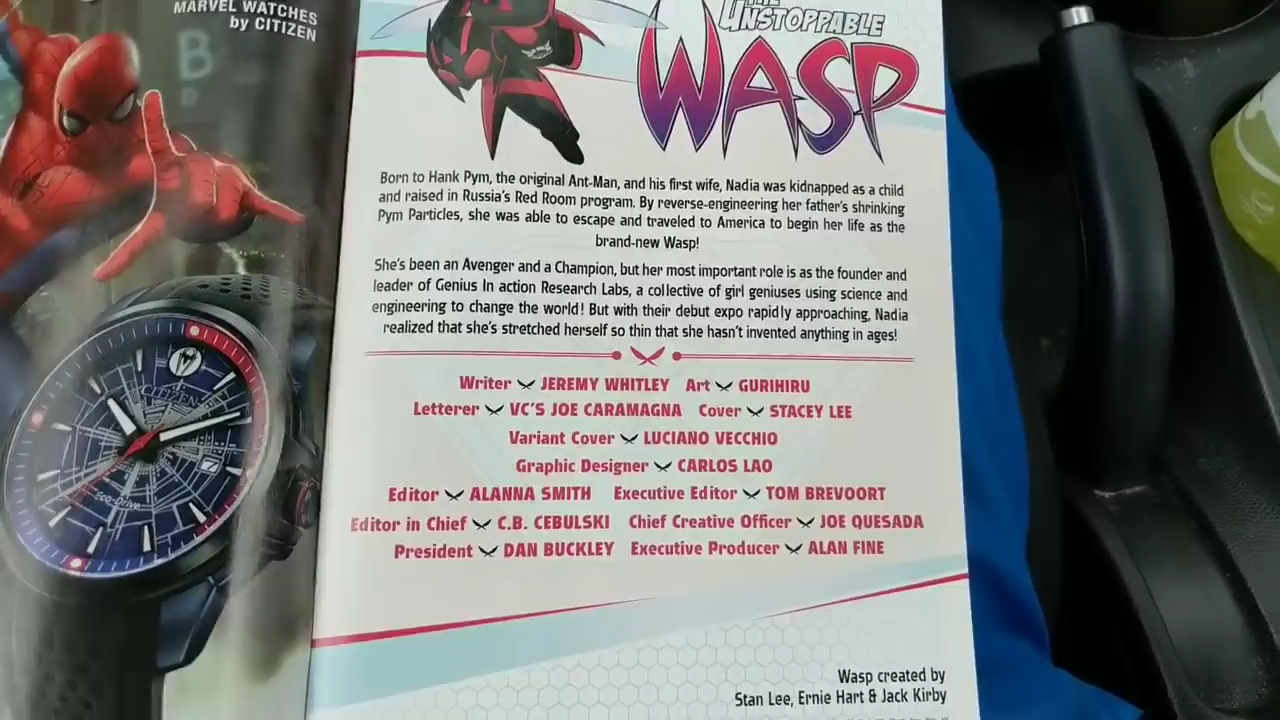 MARVEL WATCHES
by CITIZEN
B
D
CITIZEN
Eco-Drive
THE
UNSTOPPABLE
WASP
Born to Hank Pym, the original Ant-Man, and his first wife, Nadia was kidnapped as a child
and raised in Russia's Red Room program. By reverse-engineering her father's shrinking
Pym Particles, she was able to escape and traveled to America to begin her life as the
brand-new Wasp!
She's been an Avenger and a Champion, but her most important role is as the founder and
leader of Genius In action Research Labs, a collective of girl geniuses using science and
engineering to change the world! But with their debut expo rapidly approaching, Nadia
realized that she's stretched herself so thin that she hasn't invented anything in ages!
Writer JEREMY WHITLEY Art GURIHIRU
Letterer VC'S JOE CARAMAGNA Cover STACEY LEE
Variant Cover LUCIANO VECCHIO
Graphic Designer CARLOS LAO
Editor ALANNA SMITH Executive Editor TOM BREVOORT
Editor in Chief C.B. CEBULSKI Chief Creative Officer JOE QUESADA
President DAN BUCKLEY Executive Producer ALAN FINE
Wasp created by
Stan Lee, Ernie Hart & Jack Kirby